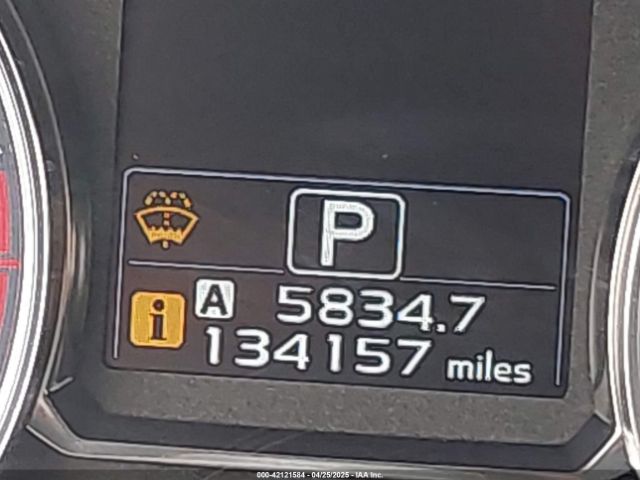 P
i A 5834.7
134157 miles
000-42121584 - 04/25/2025 - IAA Inc.